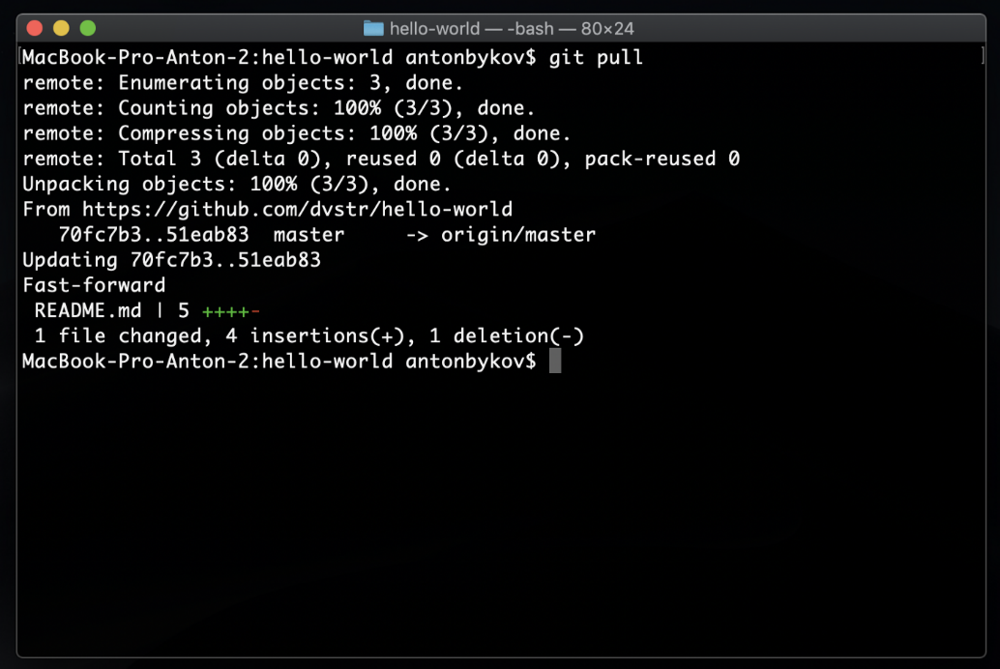 hello-world — -bash — 80×24
MacBook-Pro-Anton-2:hello-world antonbykov$ git pull
remote: Enumerating objects: 3, done.
remote: Counting objects: 100% (3/3), done.
remote: Compressing objects: 100% (3/3), done.
remote: Total 3 (delta 0), reused 0 (delta 0), pack-reused 0
Unpacking objects: 100% (3/3), done.
From https://github.com/dvstr/hello-world
   70fc7b3..51eab83  master     -> origin/master
Updating 70fc7b3..51eab83
Fast-forward
 README.md | 5 ++++-
 1 file changed, 4 insertions(+), 1 deletion(-)
MacBook-Pro-Anton-2:hello-world antonbykov$